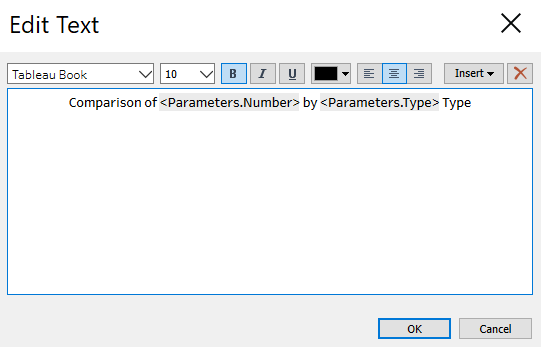 Edit Text
Tableau Book 10 B I U Insert
Comparison of <Parameters.Number> by <Parameters.Type> Type
OK Cancel